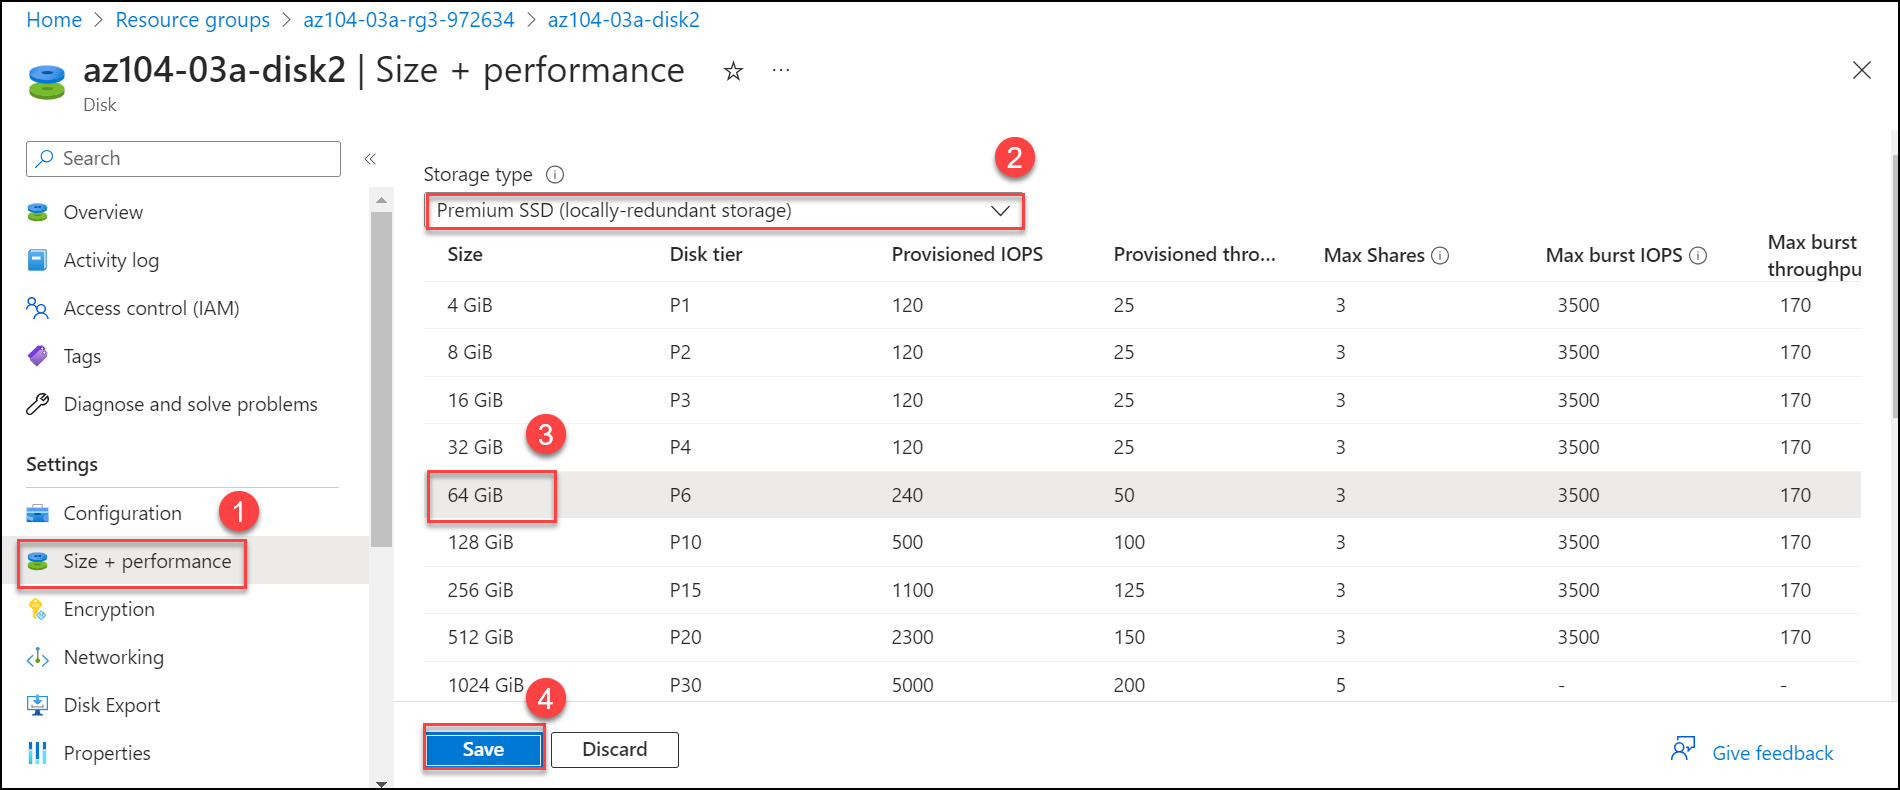 Home > Resource groups > az104-03a-rg3-972634 > az104-03a-disk2
az104-03a-disk2 | Size + performance
Disk
Search
Overview
Activity log
Access control (IAM)
Tags
Diagnose and solve problems
Settings
Configuration
1
Size + performance
Encryption
Networking
Disk Export
Properties
Storage type
2
Premium SSD (locally-redundant storage)
Size Disk tier Provisioned IOPS Provisioned thro... Max Shares Max burst IOPS Max burst throughpu
4 GiB P1 120 25 3 3500 170
8 GiB P2 120 25 3 3500 170
16 GiB P3 120 25 3 3500 170
3
32 GiB P4 120 25 3 3500 170
64 GiB P6 240 50 3 3500 170
128 GiB P10 500 100 3 3500 170
256 GiB P15 1100 125 3 3500 170
512 GiB P20 2300 150 3 3500 170
1024 GiB P30 5000 200 5 - -
4
Save Discard
Give feedback